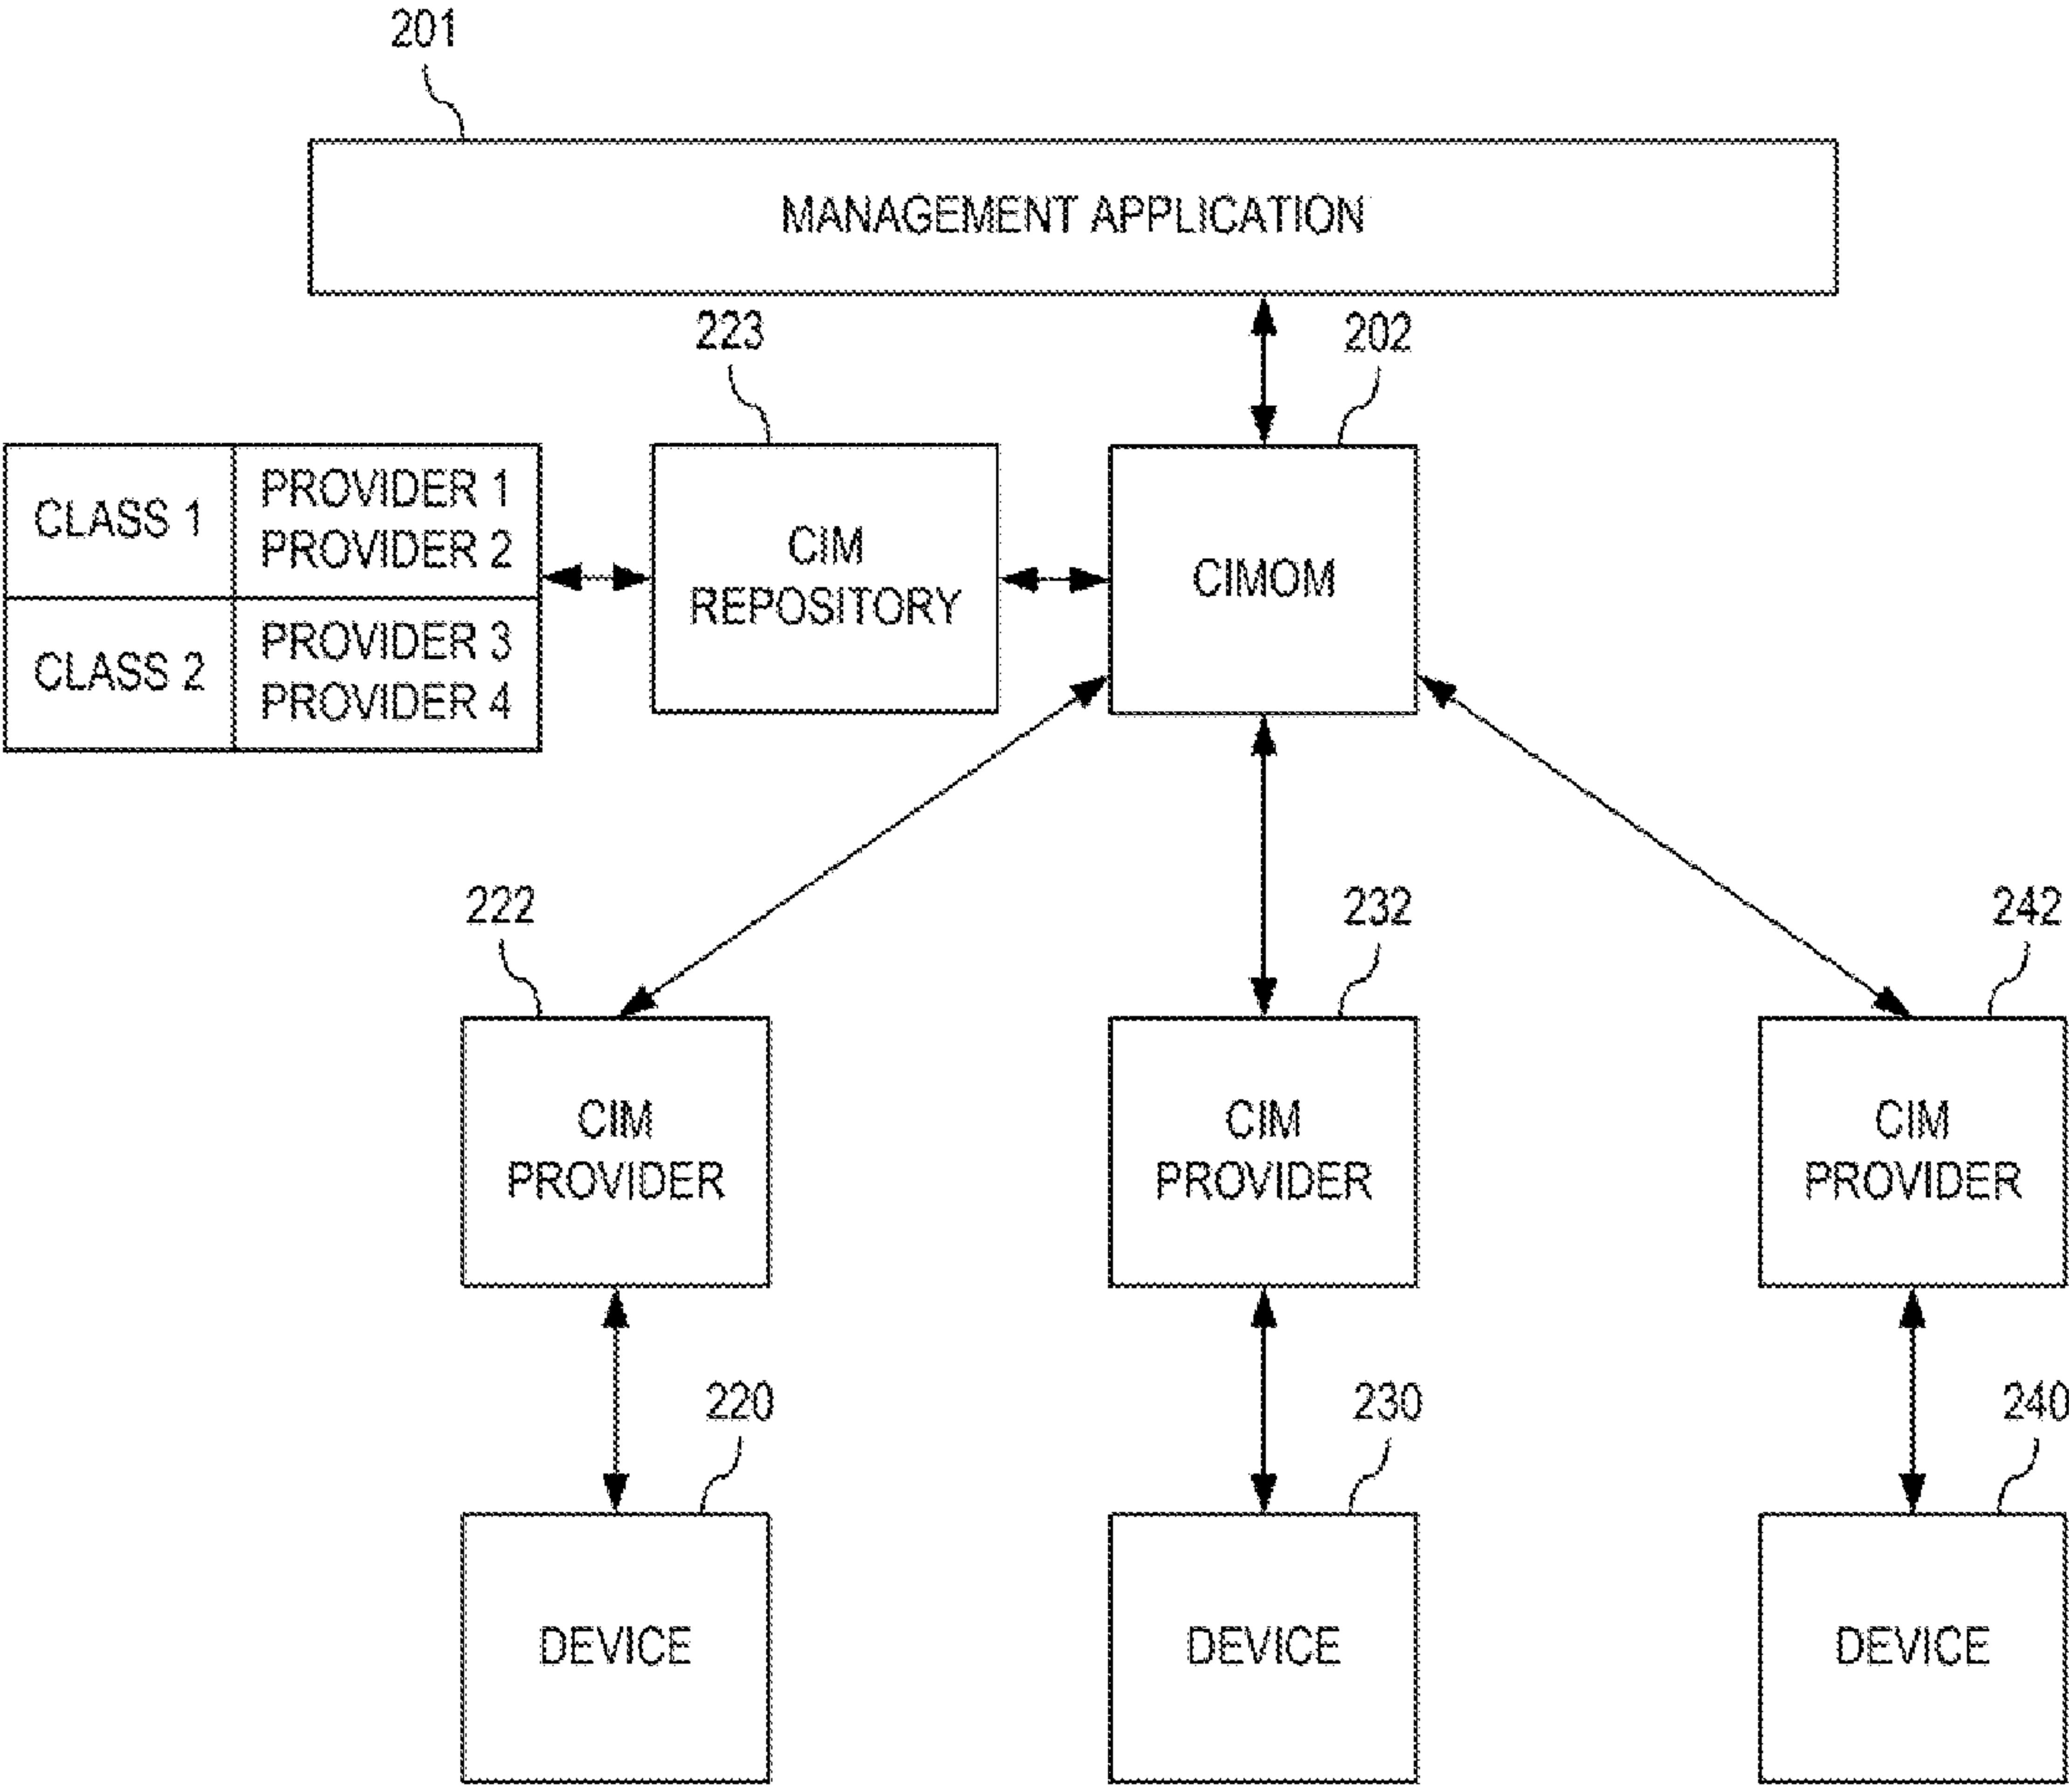 201
MANAGEMENT APPLICATION
223
202
CLASS 1
PROVIDER 1
PROVIDER 2
CLASS 2
PROVIDER 3
PROVIDER 4
CIM
REPOSITORY
CIMOM
222
232
242
CIM
PROVIDER
CIM
PROVIDER
CIM
PROVIDER
220
230
240
DEVICE
DEVICE
DEVICE